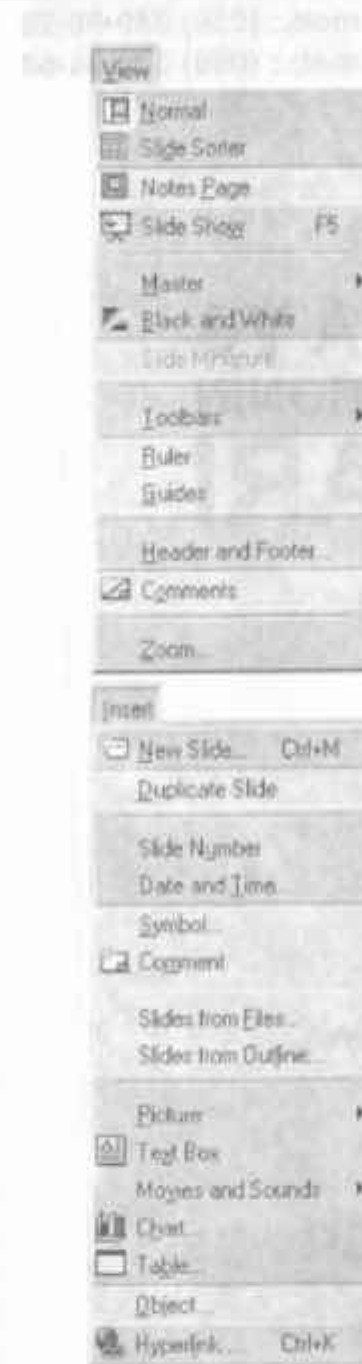 View
Normal
Slide Sorter
Notes Page
Slide Show F5
Master
Black and White
Slide Miniature
Toolbars
Ruler
Guides
Header and Footer...
Comments
Zoom...
Insert
New Slide... Ctrl+M
Duplicate Slide
Slide Number
Date and Time
Symbol...
Comment
Slides from Files...
Slides from Outline...
Picture
Text Box
Movies and Sounds
Chart...
Table...
Object...
Hyperlink... Ctrl+K